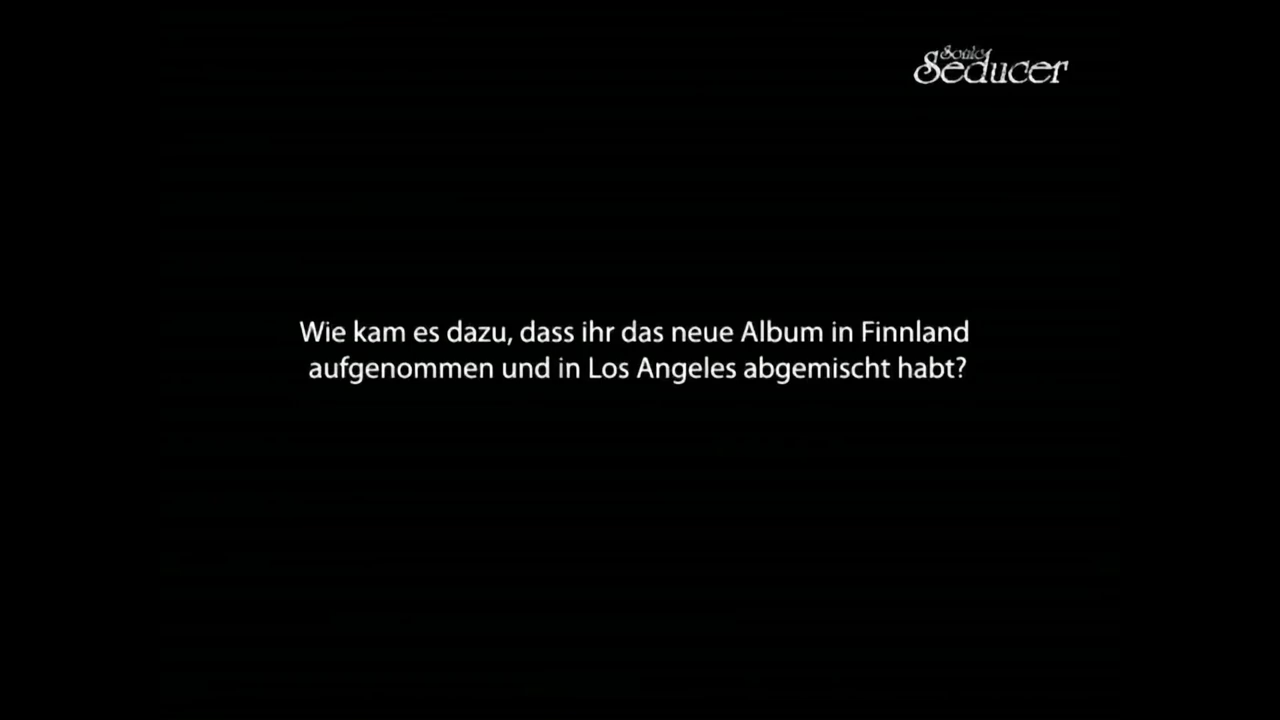 Sonic
Seducer
Wie kam es dazu, dass ihr das neue Album in Finnland
aufgenommen und in Los Angeles abgemischt habt?